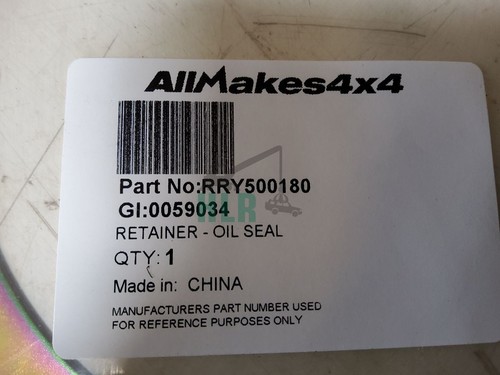 AllMakes4x4
Part No:RRY500180
GI:0059034
HLR
RETAINER - OIL SEAL
QTY: 1
Made in: CHINA
MANUFACTURERS PART NUMBER USED
FOR REFERENCE PURPOSES ONLY